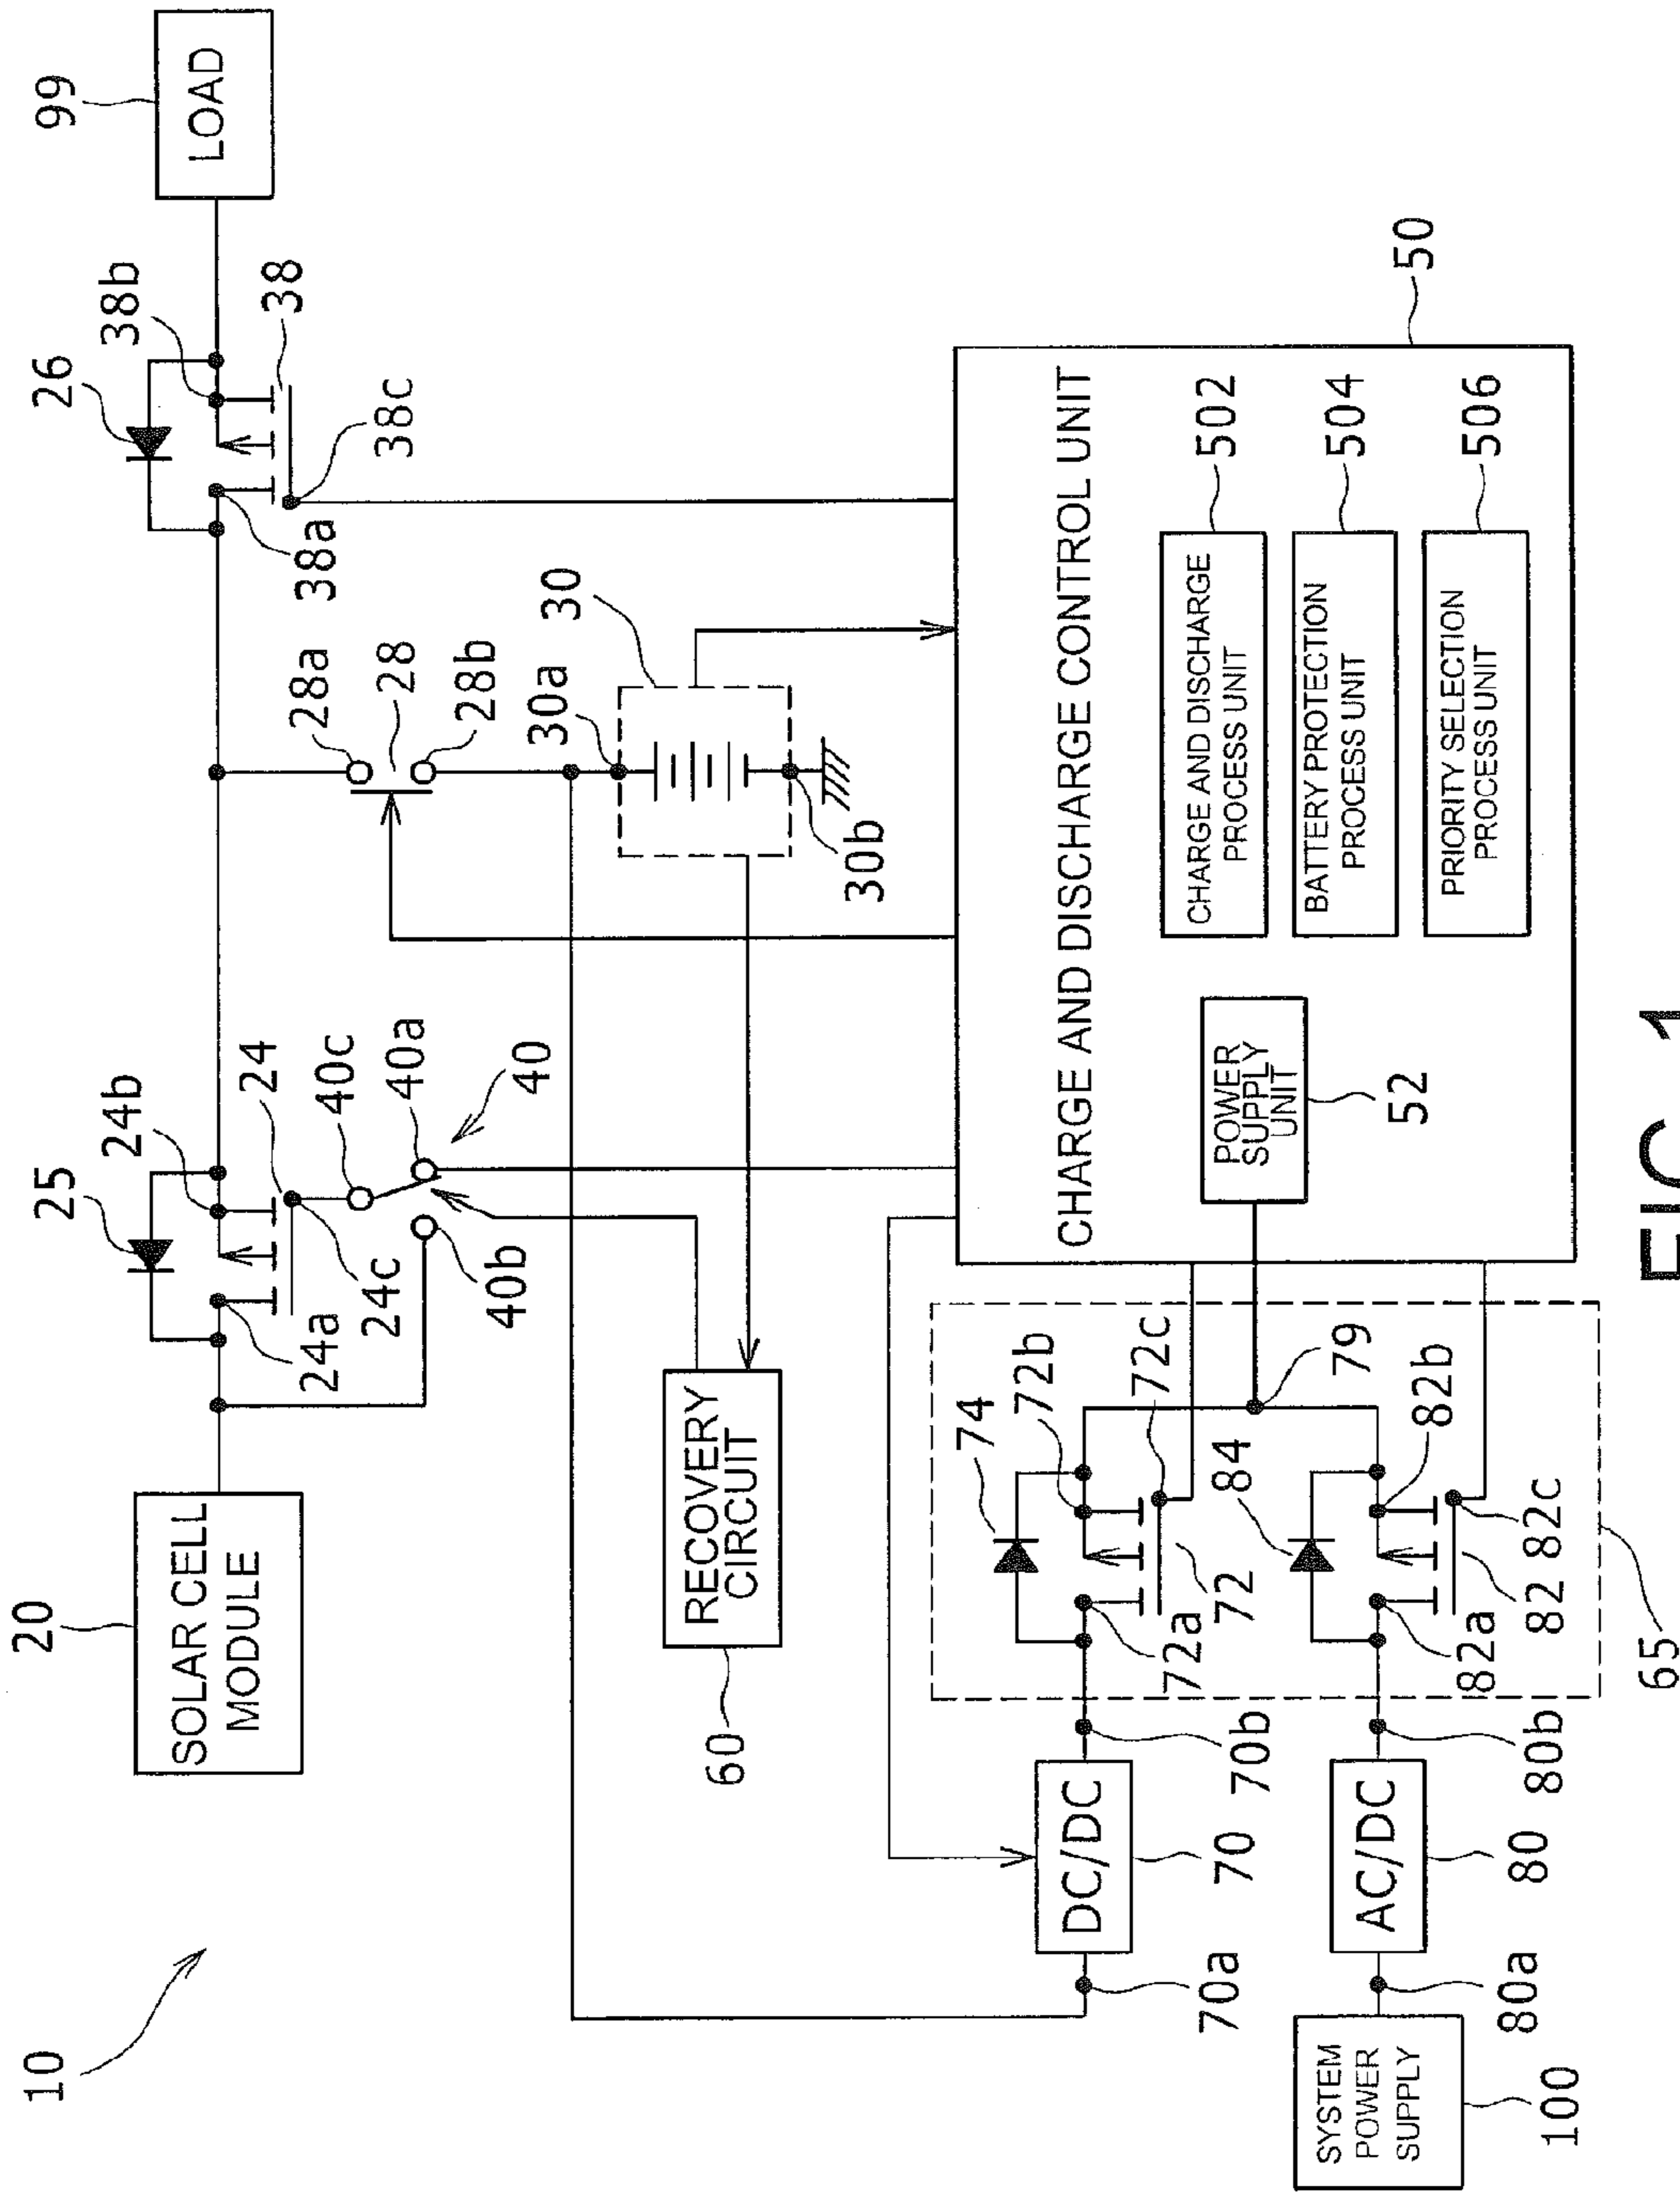 10
20
SOLAR CELL
MODULE
25
24b
24
24a
24c
40c
40a
40
40b
26
38b
38
38a
38c
99
LOAD
28a
28
28b
30a
30
30b
RECOVERY
CIRCUIT
60
CHARGE AND DISCHARGE CONTROL UNIT
50
POWER
SUPPLY
UNIT
52
CHARGE AND DISCHARGE
PROCESS UNIT
502
BATTERY PROTECTION
PROCESS UNIT
504
PRIORITY SELECTION
PROCESS UNIT
506
70a
DC/DC
70
70b
74
72b
72c
72a
72
79
SYSTEM
POWER
SUPPLY
100
80a
AC/DC
80
80b
84
82b
82a
82
82c
65
FIG.1